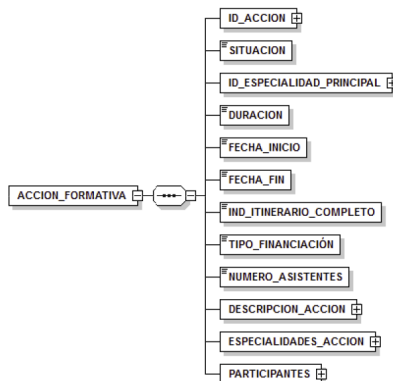 ID_ACCION
SITUACION
ID_ESPECIALIDAD_PRINCIPAL
DURACION
FECHA_INICIO
FECHA_FIN
ACCION_FORMATIVA
IND_ITINERARIO_COMPLETO
TIPO_FINANCIACIÓN
NUMERO_ASISTENTES
DESCRIPCION_ACCION
ESPECIALIDADES_ACCION
PARTICIPANTES